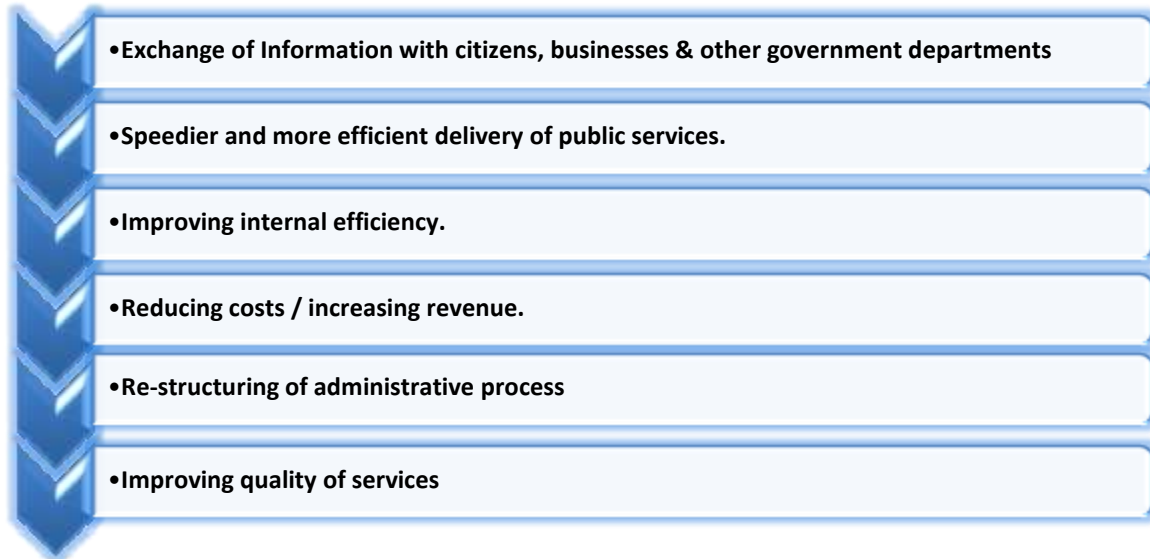 •Exchange of Information with citizens, businesses & other government departments
•Speedier and more efficient delivery of public services.
•Improving internal efficiency.
•Reducing costs / increasing revenue.
•Re-structuring of administrative process
•Improving quality of services